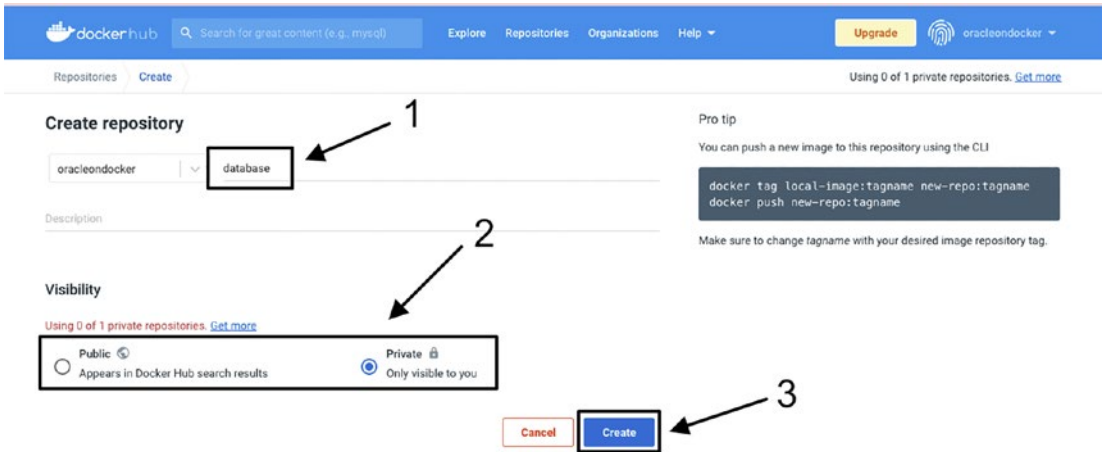 dockerhub Search for great content (e.g., mysql) Explore Repositories Organizations Help Upgrade oracleondocker
Repositories Create Using 0 of 1 private repositories. Get more
Create repository
1
oracleondocker database
Description
Pro tip
You can push a new image to this repository using the CLI
docker tag local-image:tagname new-repo:tagname
docker push new-repo:tagname
Make sure to change tagname with your desired image repository tag.
2
Visibility
Using 0 of 1 private repositories. Get more
Public
Appears in Docker Hub search results
Private
Only visible to you
3
Cancel Create